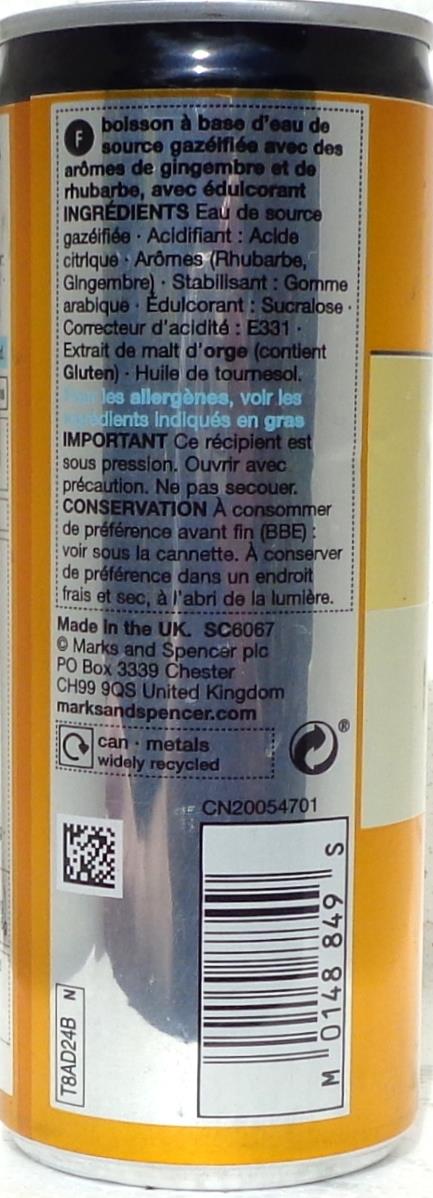 F
boisson à base d'eau de
source gazéifiée avec des
arômes de gingembre et de
rhubarbe, avec édulcorant
INGRÉDIENTS Eau de source
gazéifiée · Acidifiant : Acide
citrique · Arômes (Rhubarbe,
Gingembre) · Stabilisant : Gomme
arabique · Édulcorant : Sucralose ·
Correcteur d'acidité : E331 ·
Extrait de malt d'orge (contient
Gluten) · Huile de tournesol.
les allergènes, voir les
ingrédients indiqués en gras
IMPORTANT Ce récipient est
sous pression. Ouvrir avec
précaution. Ne pas secouer.
CONSERVATION À consommer
de préférence avant fin (BBE) :
voir sous la cannette. À conserver
de préférence dans un endroit
frais et sec, à l'abri de la lumière.
Made in the UK. SC6067
© Marks and Spencer plc
PO Box 3339 Chester
CH99 9QS United Kingdom
marksandspencer.com
can · metals
widely recycled
®
CN20054701
T8AD24B N
M 0148 849 S